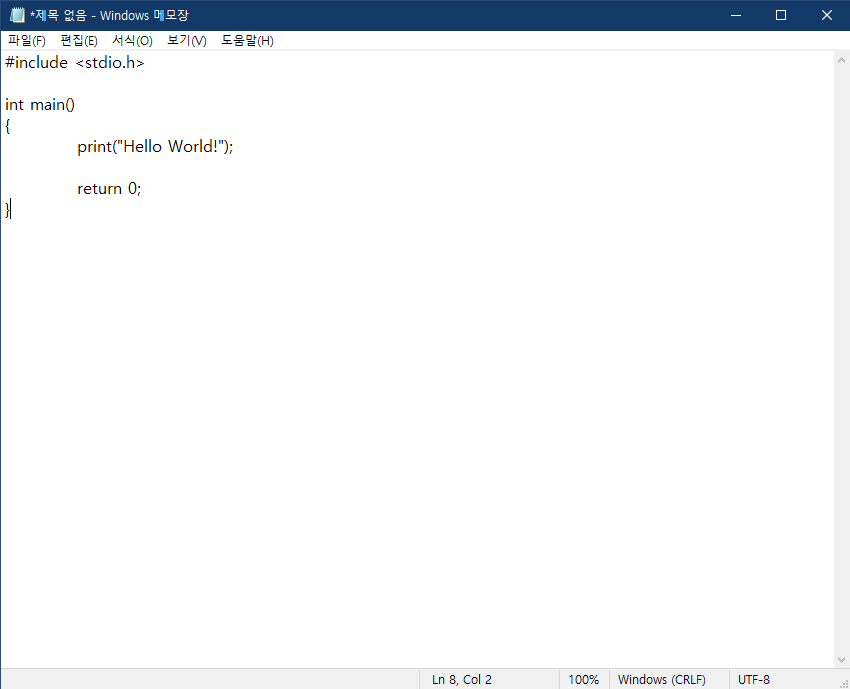 *제목 없음 - Windows 메모장
파일(F) 편집(E) 서식(O) 보기(V) 도움말(H)
#include <stdio.h>
int main()
{
print("Hello World!");
return 0;
}
Ln 8, Col 2 100% Windows (CRLF) UTF-8